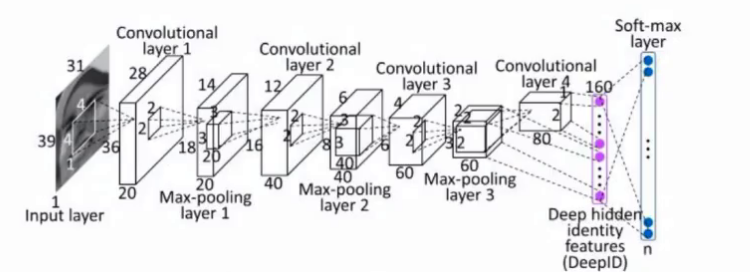 Convolutional
layer 1
Convolutional
layer 2
Convolutional
layer 3
Convolutional
layer 4
Soft-max
layer
31
39
1
4
4
1
Input layer
28
36
20
2
2
14
18
20
3
3
20
Max-pooling
layer 1
12
16
40
2
2
6
8
40
3
3
40
Max-pooling
layer 2
4
6
60
2
2
2
3
60
2
2
Max-pooling
layer 3
1
2
80
160
Deep hidden
identity
features
(DeepID)
n